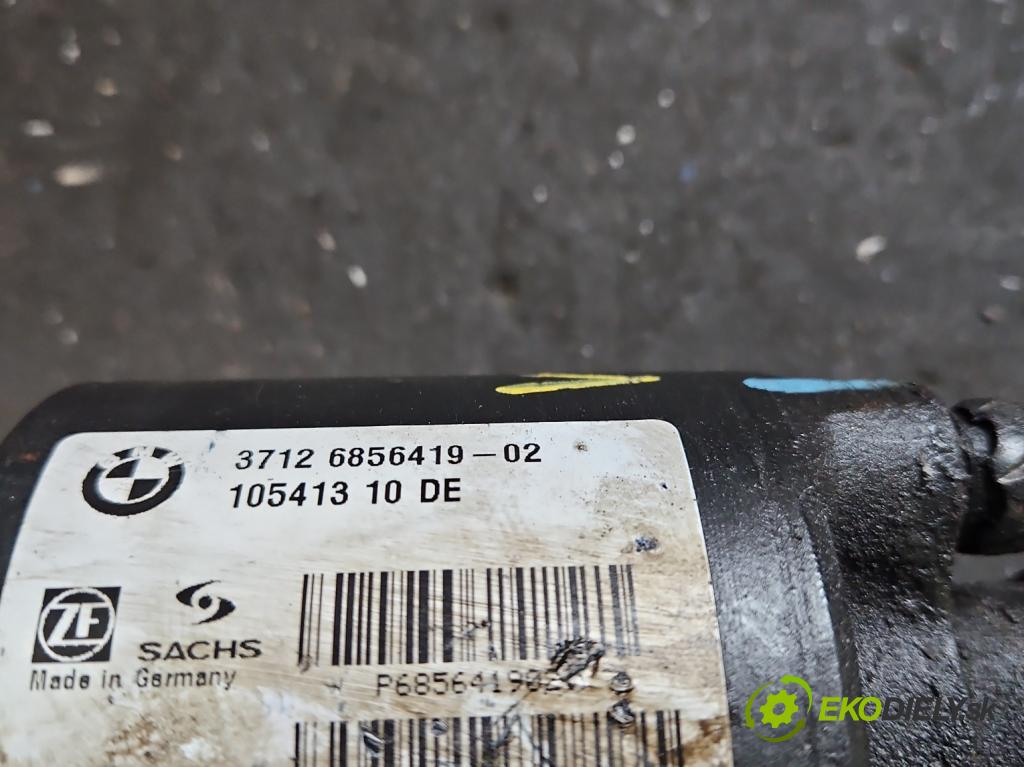 3712 6856419-02
105413 10 DE
ZF
SACHS
Made in Germany
EKODIELY.sk